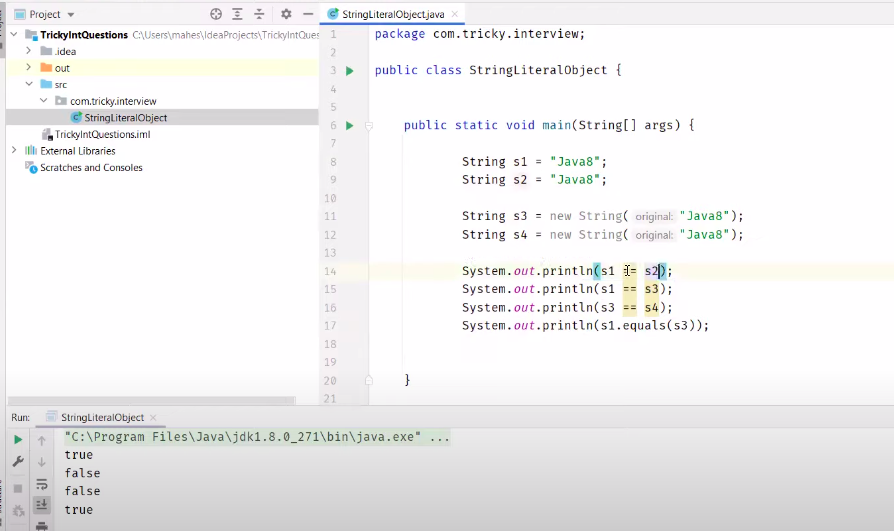 Project
StringLiteralObject.java
TrickyIntQuestions C:\Users\mahes\IdeaProjects\TrickyIntQues
.idea
out
src
com.tricky.interview
StringLiteralObject
TrickyIntQuestions.iml
External Libraries
Scratches and Consoles
1 package com.tricky.interview;
2
3 public class StringLiteralObject {
4
5
6 public static void main(String[] args) {
7
8 String s1 = "Java8";
9 String s2 = "Java8";
10
11 String s3 = new String( original: "Java8");
12 String s4 = new String( original: "Java8");
13
14 System.out.println(s1 == s2);
15 System.out.println(s1 == s3);
16 System.out.println(s3 == s4);
17 System.out.println(s1.equals(s3));
18
19
20 }
21
Run: StringLiteralObject
"C:\Program Files\Java\jdk1.8.0_271\bin\java.exe" ...
true
false
false
true